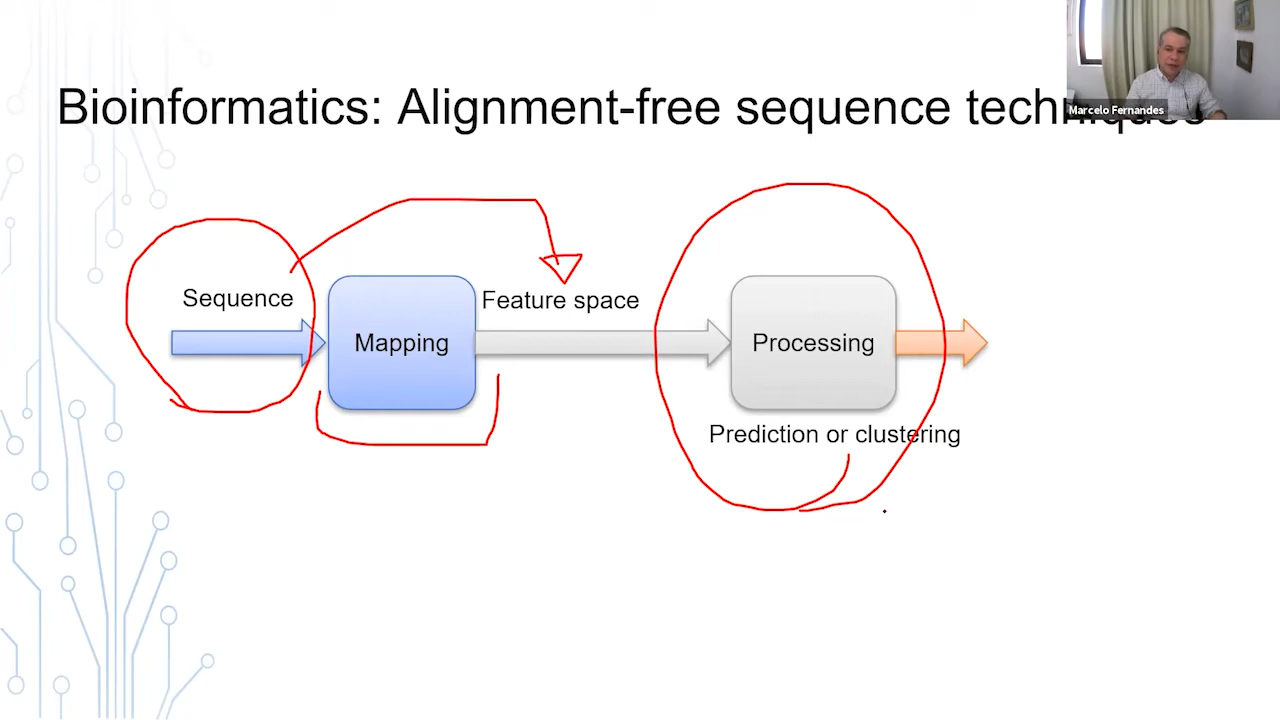 Bioinformatics: Alignment-free sequence techniques
Marcelo Fernandes
Sequence
Mapping
Feature space
Processing
Prediction or clustering